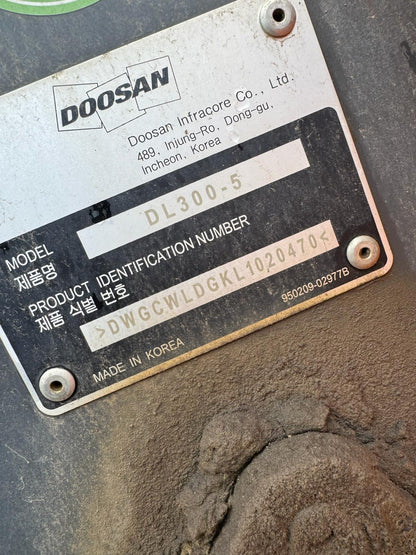 DOOSAN
Doosan Infracore Co., Ltd.
489, Injung-Ro, Dong-gu,
Incheon, Korea
MODEL
제품명
DL300-5
PRODUCT IDENTIFICATION NUMBER
제품 식별 번호
>DWGCWLDGKL1020470<
MADE IN KOREA
950209-02977B